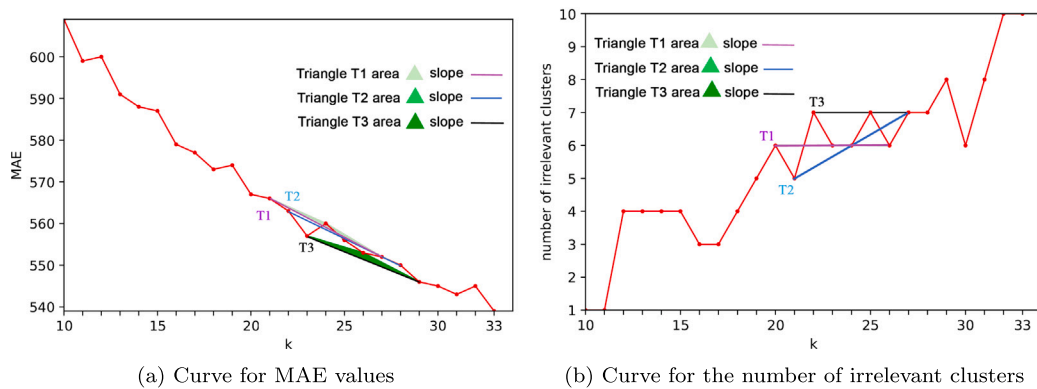 600
590
580
570
560
550
540
MAE
Triangle T1 area slope
Triangle T2 area slope
Triangle T3 area slope
T2
T1
T3
10 15 20 25 30 33
k
(a) Curve for MAE values
10
9
8
7
6
5
4
3
2
1
number of irrelevant clusters
Triangle T1 area slope
Triangle T2 area slope
Triangle T3 area slope
T3
T1
T2
10 15 20 25 30 33
k
(b) Curve for the number of irrelevant clusters